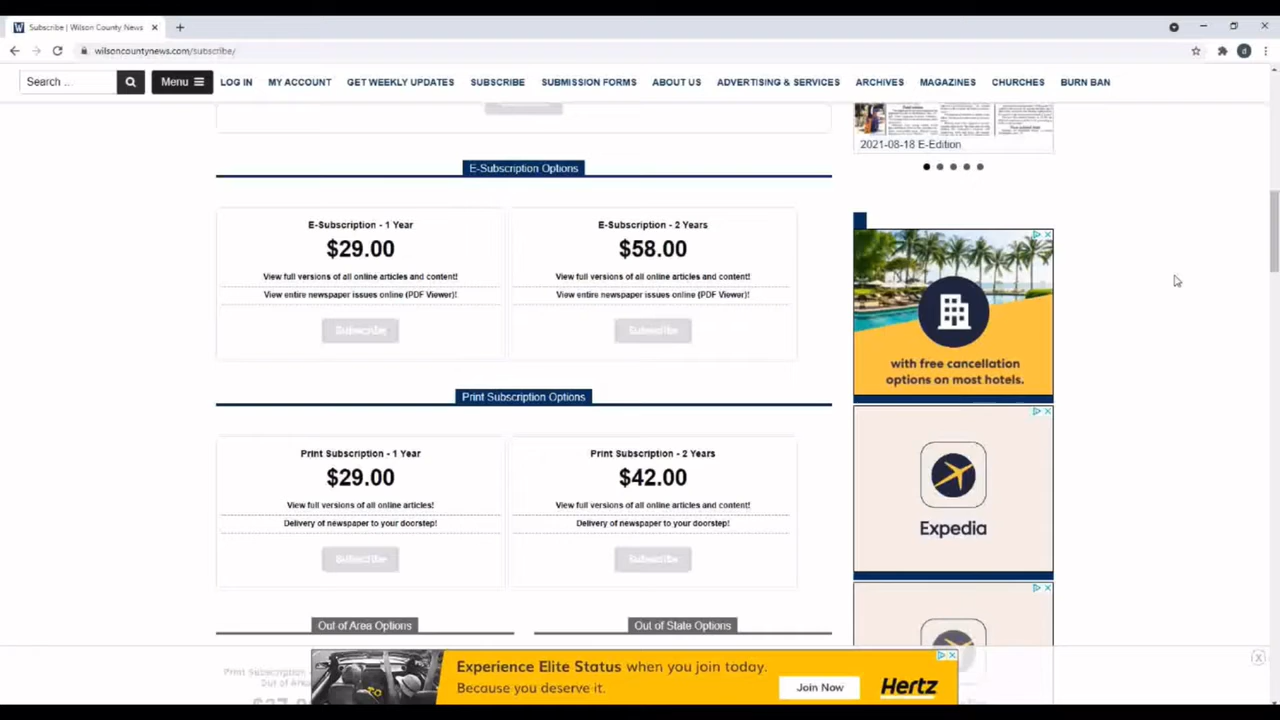 Subscribe | Wilson County News
wilsoncountynews.com/subscribe/
Search ...
Menu
LOG IN
MY ACCOUNT
GET WEEKLY UPDATES
SUBSCRIBE
SUBMISSION FORMS
ABOUT US
ADVERTISING & SERVICES
ARCHIVES
MAGAZINES
CHURCHES
BURN BAN
2021-08-18 E-Edition
E-Subscription Options
E-Subscription - 1 Year
$29.00
View full versions of all online articles and content!
View entire newspaper issues online (PDF Viewer)!
Subscribe
E-Subscription - 2 Years
$58.00
View full versions of all online articles and content!
View entire newspaper issues online (PDF Viewer)!
Subscribe
Print Subscription Options
Print Subscription - 1 Year
$29.00
View full versions of all online articles!
Delivery of newspaper to your doorstep!
Subscribe
Print Subscription - 2 Years
$42.00
View full versions of all online articles and content!
Delivery of newspaper to your doorstep!
Subscribe
Out of Area Options
Out of State Options
Print Subscription
with free cancellation
options on most hotels.
Expedia
Experience Elite Status when you join today.
Because you deserve it.
Join Now
Hertz